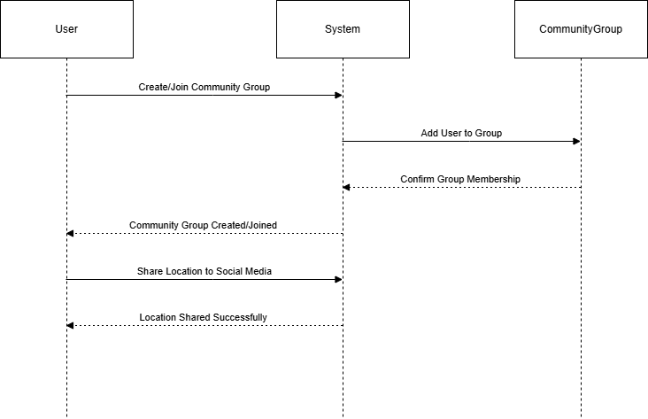 User
System
CommunityGroup
Create/Join Community Group
Add User to Group
Confirm Group Membership
Community Group Created/Joined
Share Location to Social Media
Location Shared Successfully